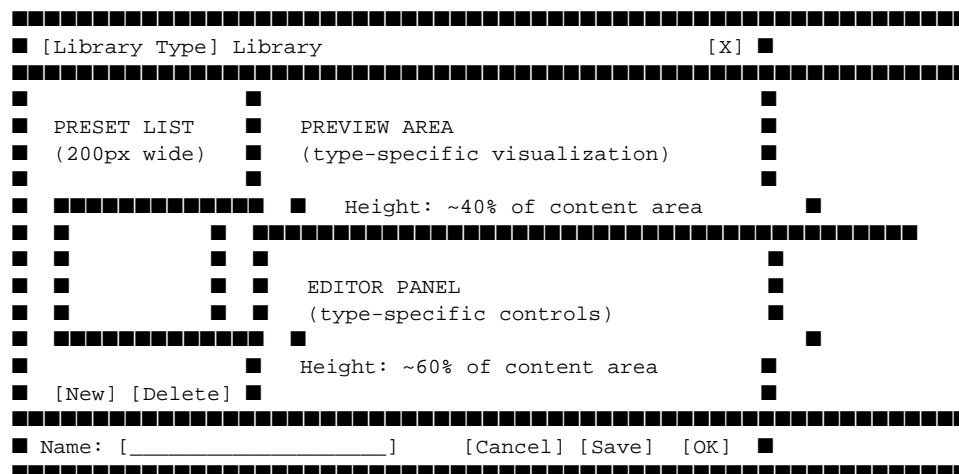 [Library Type] Library [X]
PRESET LIST PREVIEW AREA
(200px wide) (type-specific visualization)
Height: ~40% of content area
EDITOR PANEL
(type-specific controls)
Height: ~60% of content area
[New] [Delete]
Name: [_____________________] [Cancel] [Save] [OK]